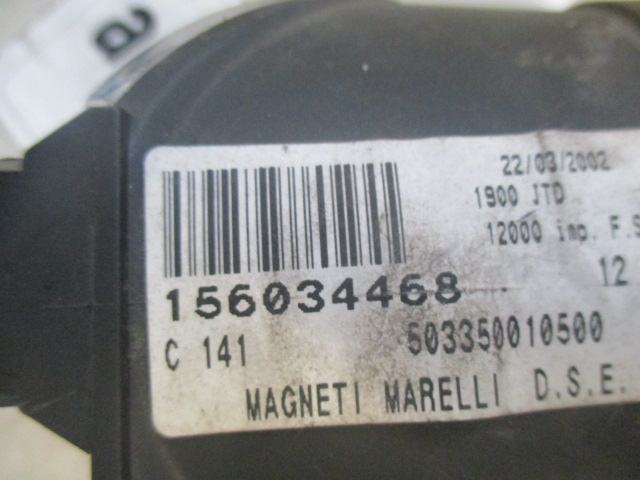 22/03/2002
1900 JTD
12000 imp. F.S
12
156034468
C 141
503350010500
MAGNETI MARELLI D.S.E.